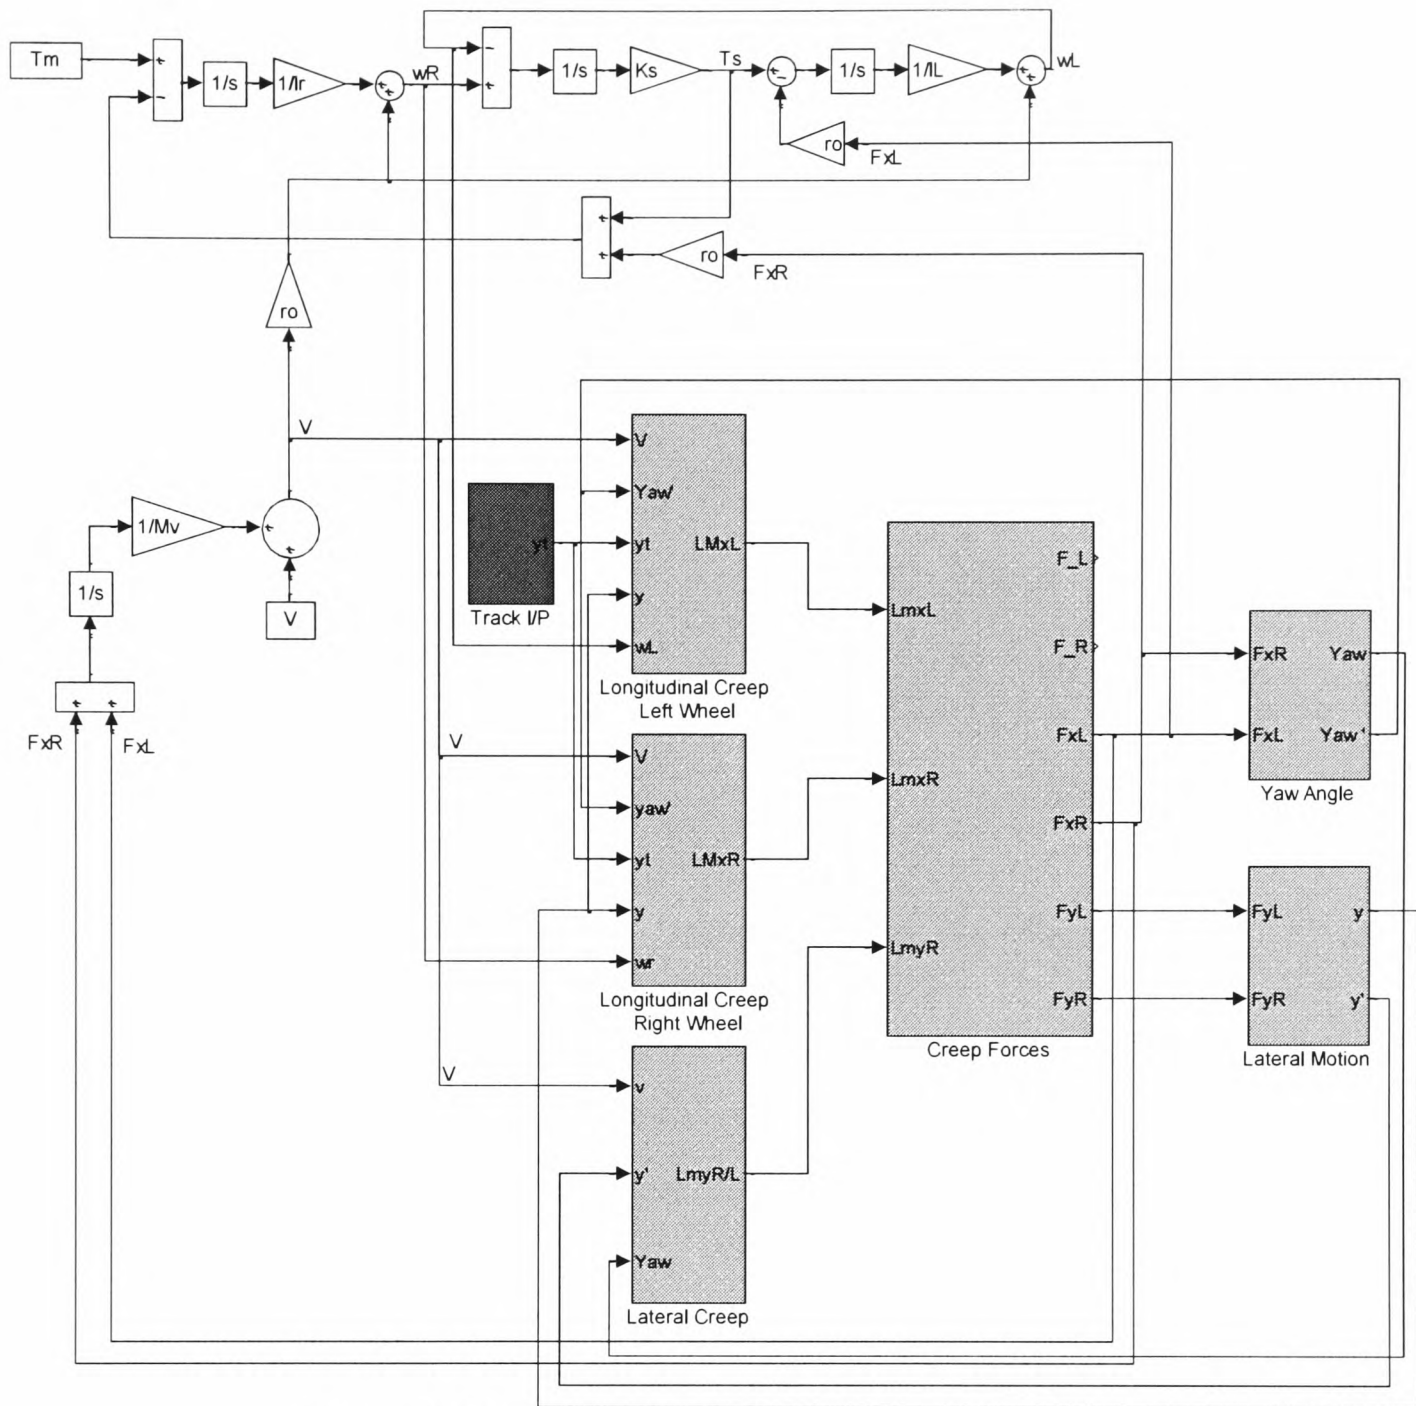 Tm
1/s
1/Ir
wR
1/s
Ks
Ts
1/s
1/IL
wL
ro
FxL
ro
FxR
ro
V
1/Mv
1/s
V
FxR
FxL
Track I/P
yt
V
Yaw'
yt
y
wL
LMxL
Longitudinal Creep
Left Wheel
V
V
yaw'
yt
y
wr
LMxR
Longitudinal Creep
Right Wheel
V
v
y'
Yaw
LmyR/L
Lateral Creep
LmxL
LmxR
LmyR
F_L
F_R
FxL
FxR
FyL
FyR
Creep Forces
FxR
FxL
Yaw
Yaw'
Yaw Angle
FyL
FyR
y
y'
Lateral Motion